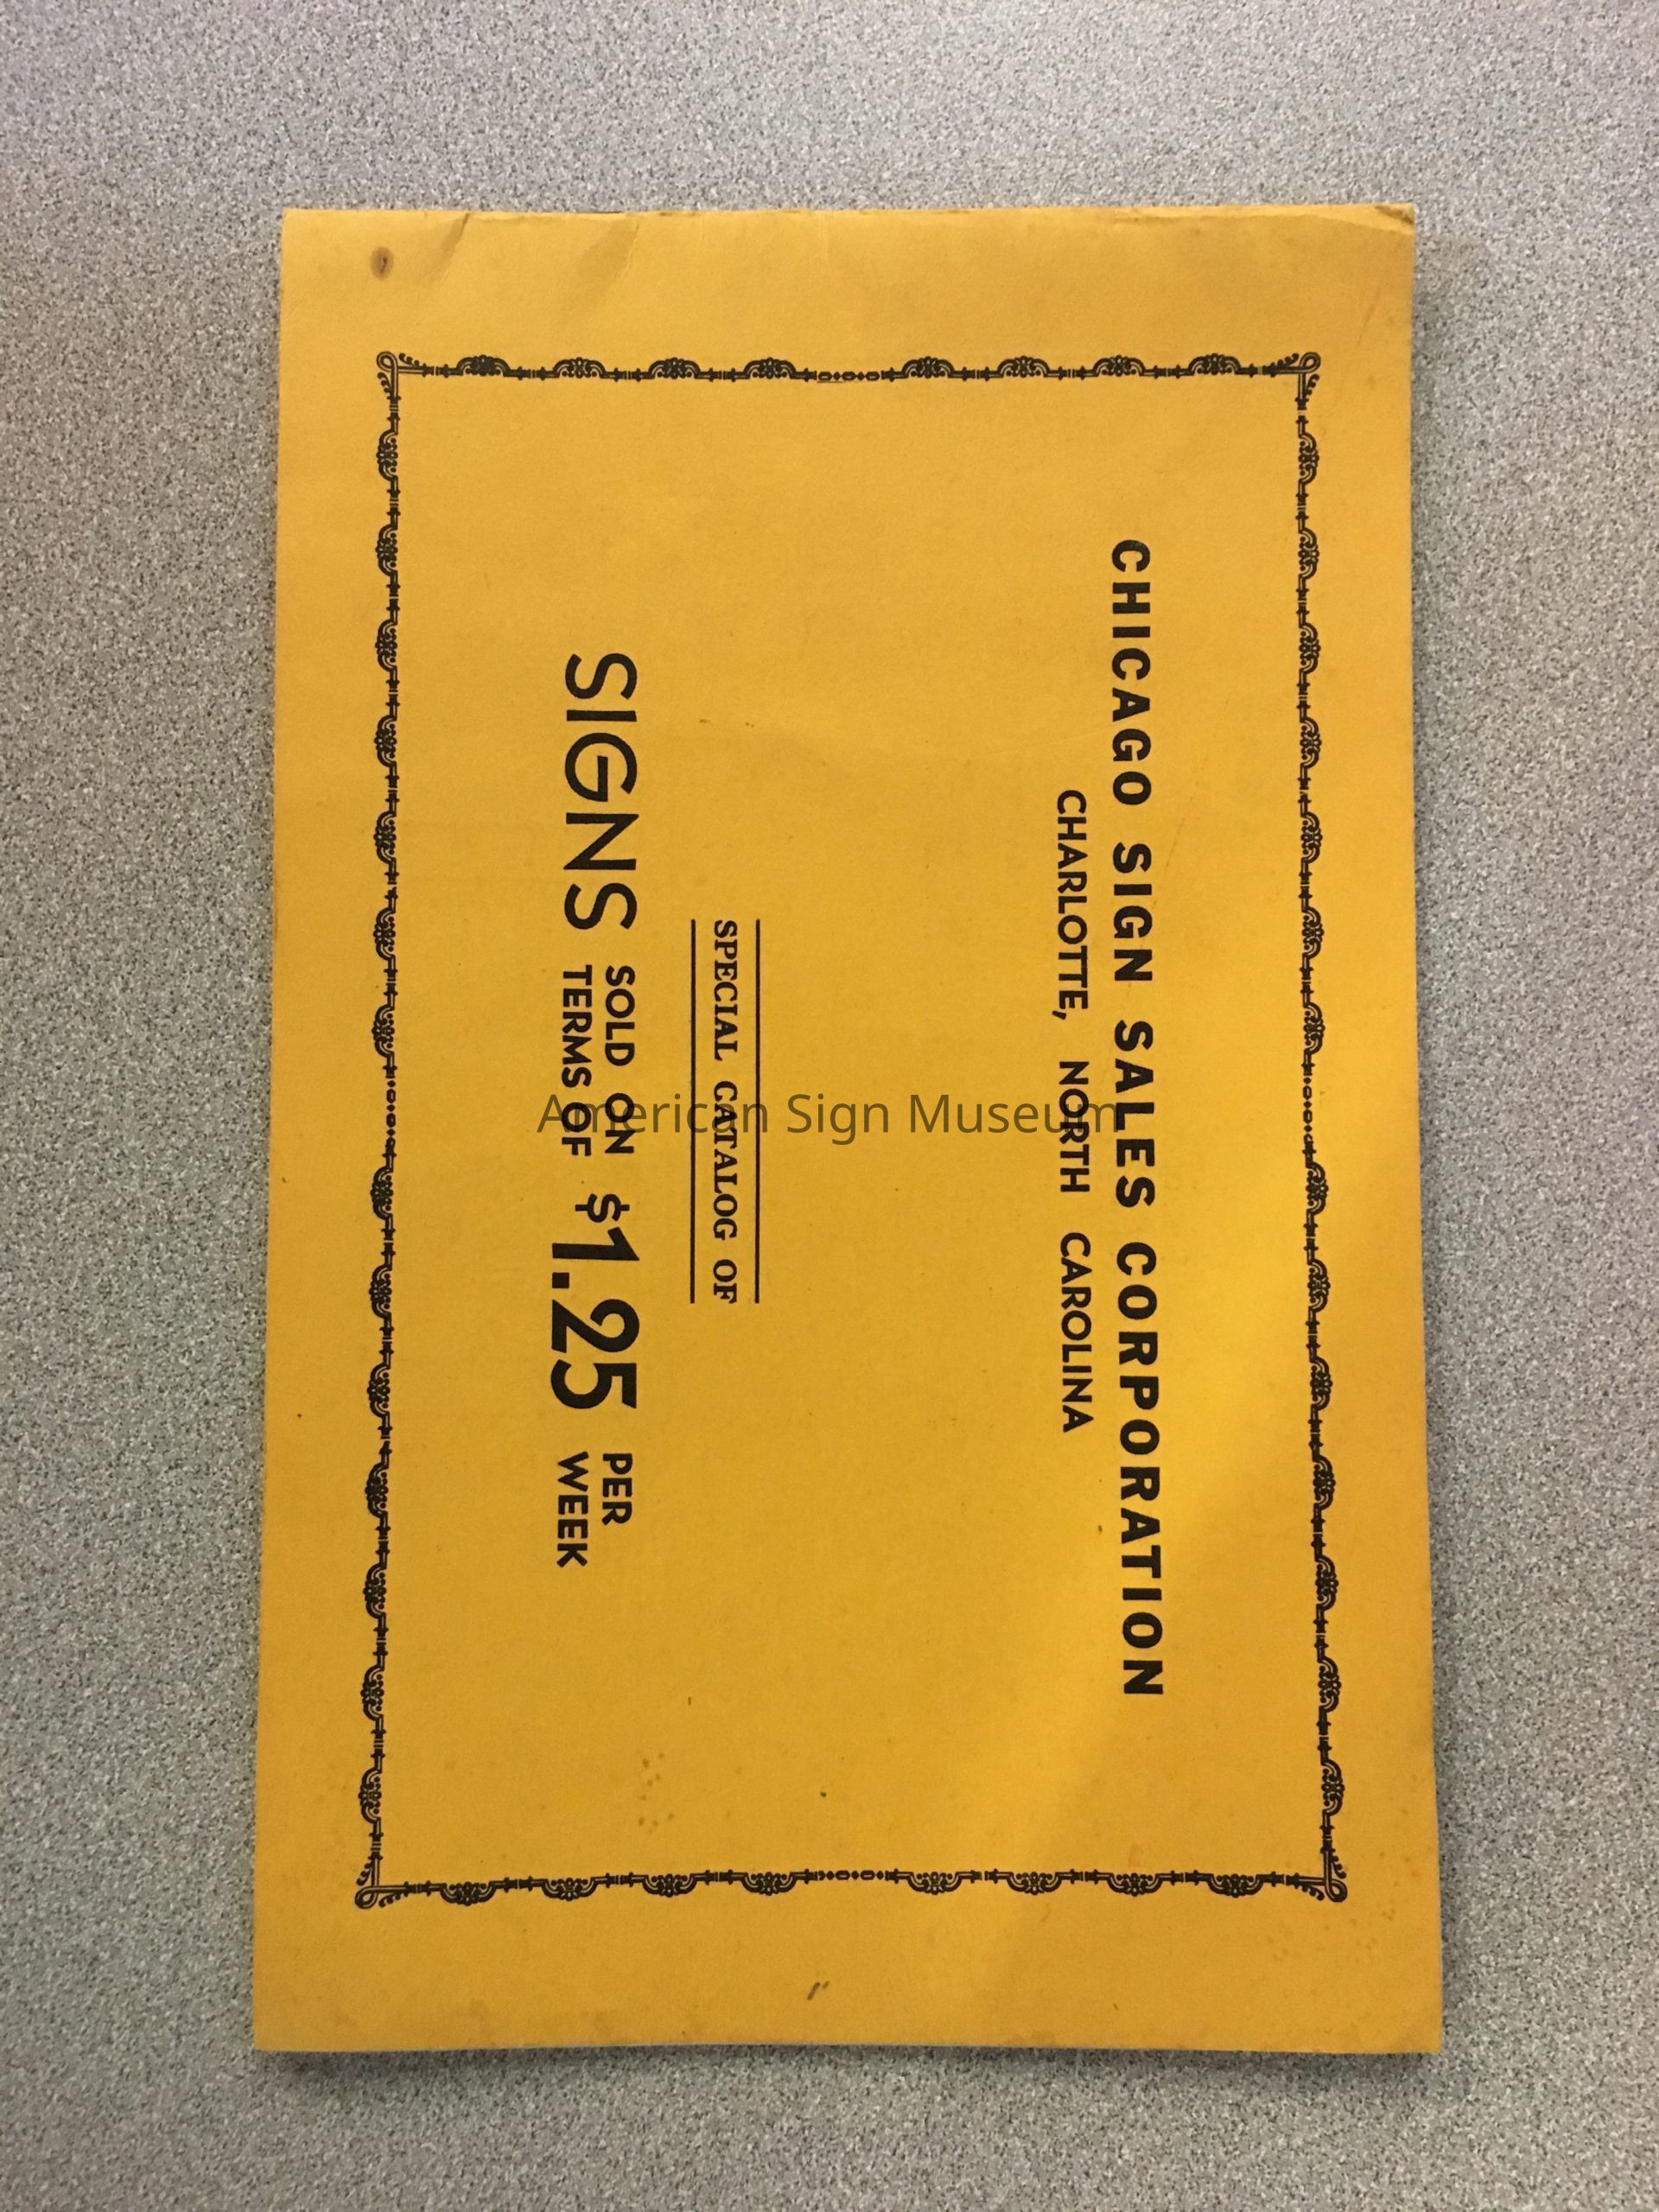 CHICAGO SIGN SALES CORPORATION
CHARLOTTE, NORTH CAROLINA
SPECIAL CATALOG OF
SIGNS SOLD ON TERMS OF $1.25 PER WEEK
American Sign Museum